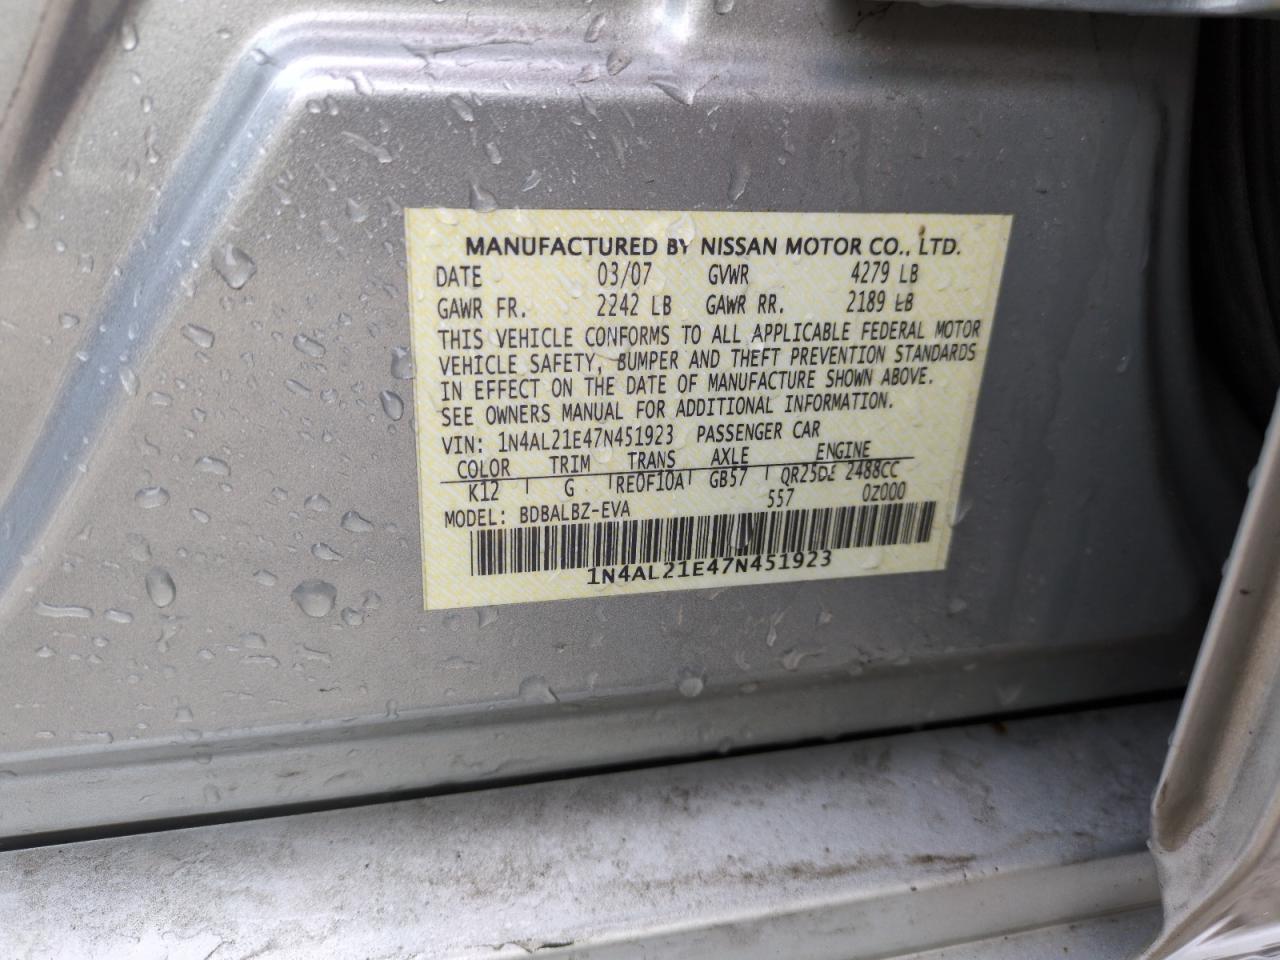 MANUFACTURED BY NISSAN MOTOR CO., LTD.
DATE 03/07 GVWR 4279 LB
GAWR FR. 2242 LB GAWR RR. 2189 LB
THIS VEHICLE CONFORMS TO ALL APPLICABLE FEDERAL MOTOR
VEHICLE SAFETY, BUMPER AND THEFT PREVENTION STANDARDS
IN EFFECT ON THE DATE OF MANUFACTURE SHOWN ABOVE.
SEE OWNERS MANUAL FOR ADDITIONAL INFORMATION.
VIN: 1N4AL21E47N451923 PASSENGER CAR
COLOR TRIM TRANS AXLE ENGINE
K12 G RE0F10A GB57 QR25DE 2488CC
557 0Z000
MODEL: BDBALBZ-EVA
1N4AL21E47N451923